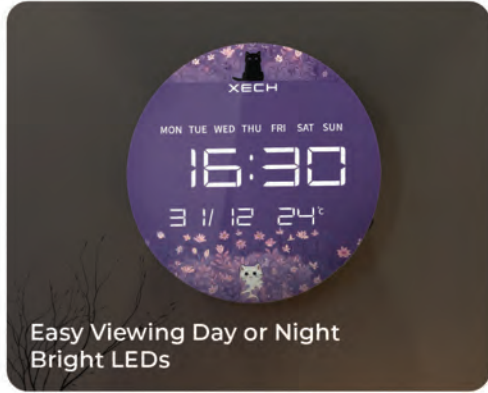 XECH
MON TUE WED THU FRI SAT SUN
16:30
31/12 24°C
Easy Viewing Day or Night
Bright LEDs